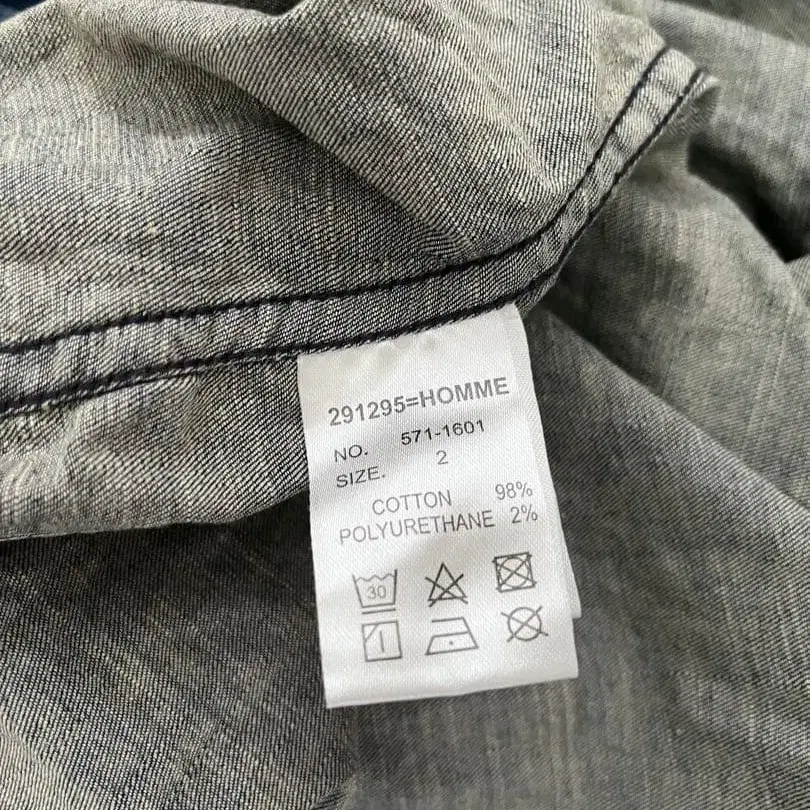 291295=HOMME
NO. 571-1601
SIZE. 2
COTTON 98%
POLYURETHANE 2%
30